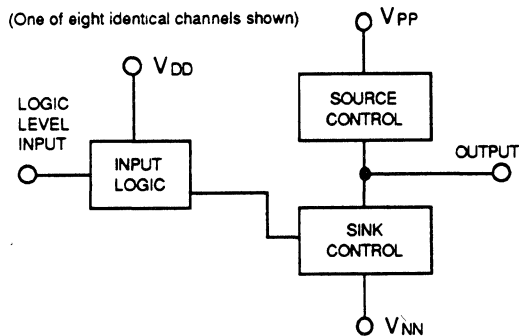 (One of eight identical channels shown)
VPP
VDD
LOGIC
LEVEL
INPUT
SOURCE
CONTROL
OUTPUT
INPUT
LOGIC
SINK
CONTROL
VNN